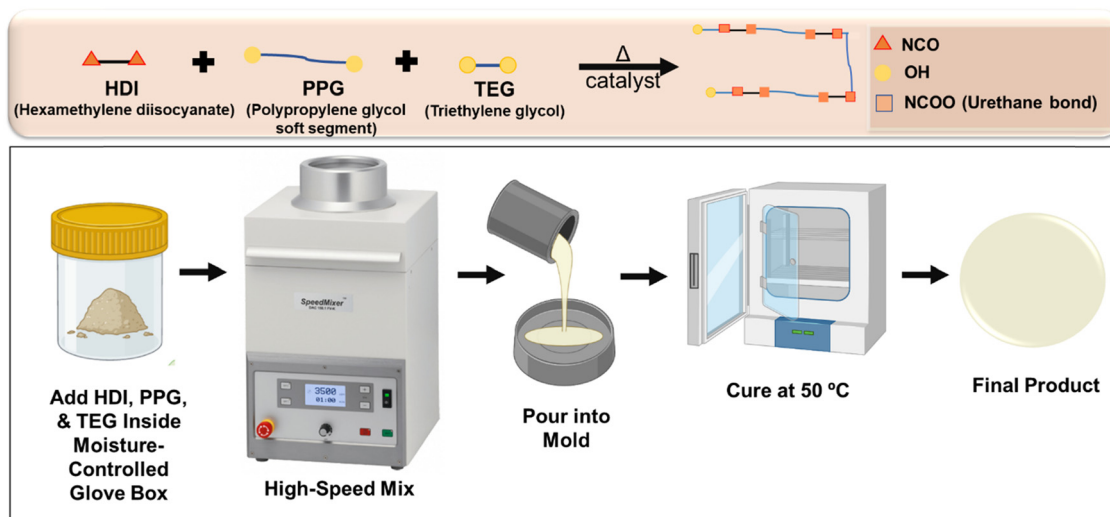 HDI
(Hexamethylene diisocyanate)
PPG
(Polypropylene glycol
soft segment)
TEG
(Triethylene glycol)
Δ
catalyst
NCO
OH
NCOO (Urethane bond)
Add HDI, PPG,
& TEG Inside
Moisture-
Controlled
Glove Box
SpeedMixer
3500
01:00
High-Speed Mix
Pour into
Mold
Cure at 50 ºC
Final Product